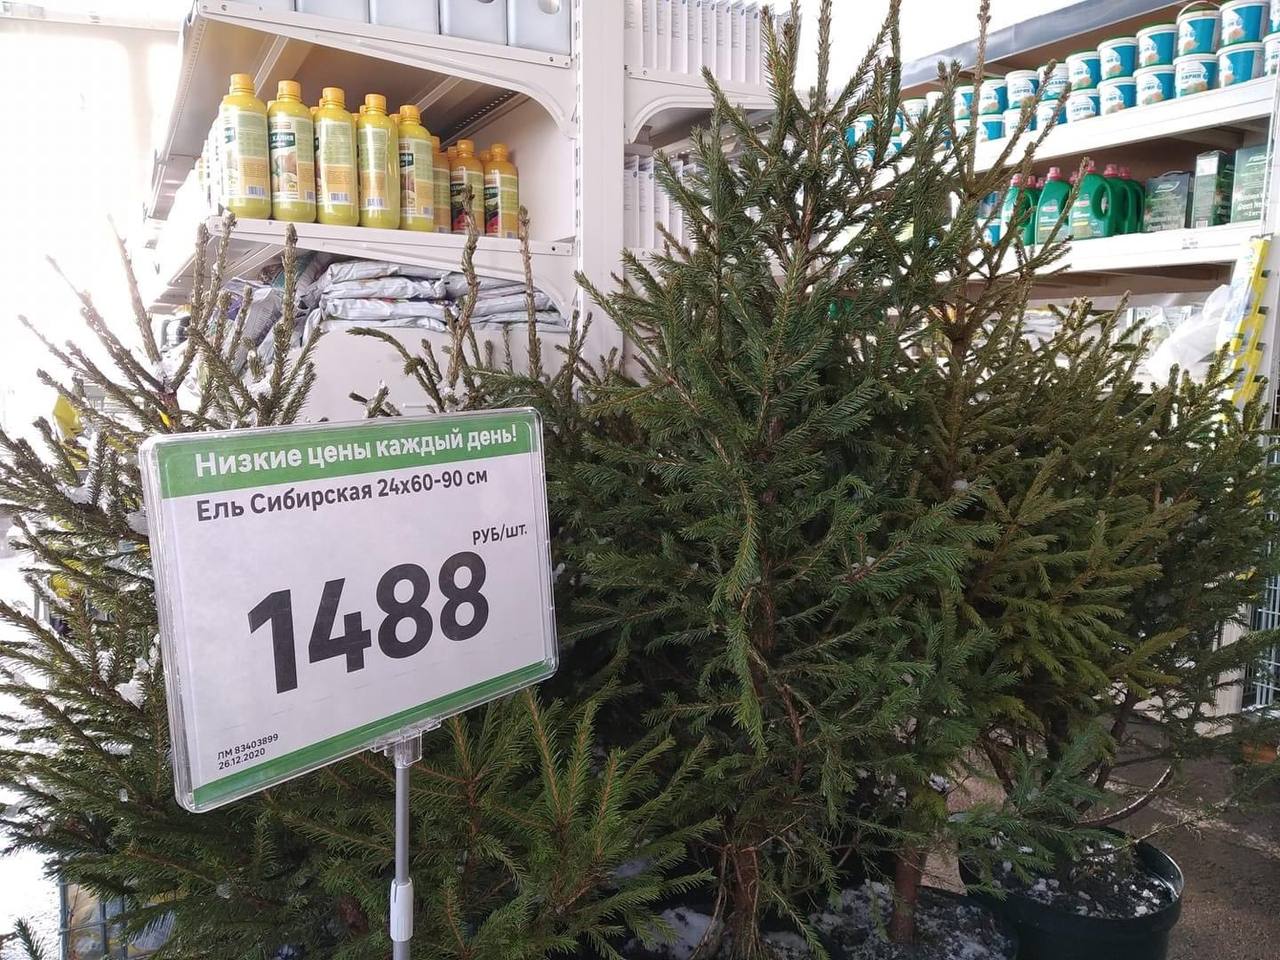 Низкие цены каждый день!
Ель Сибирская 24х60-90 см
РУБ/шт.
1488
ЛМ 83403899
26.12.2020